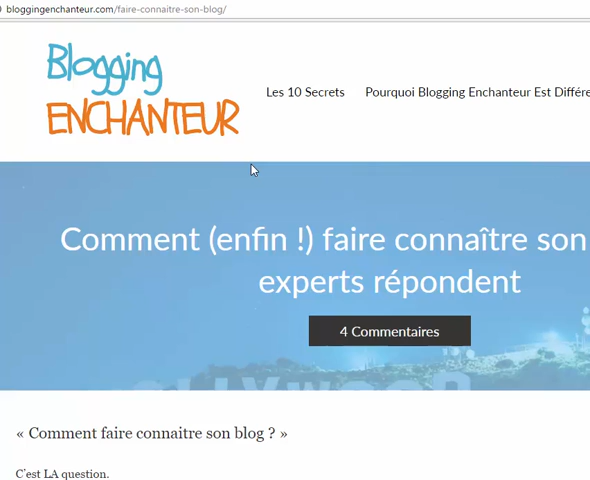 bloggingenchanteur.com/faire-connaitre-son-blog/
Blogging
ENCHANTEUR
Les 10 Secrets Pourquoi Blogging Enchanteur Est Différe
Comment (enfin !) faire connaître son
experts répondent
4 Commentaires
« Comment faire connaitre son blog ? »
C'est LA question.